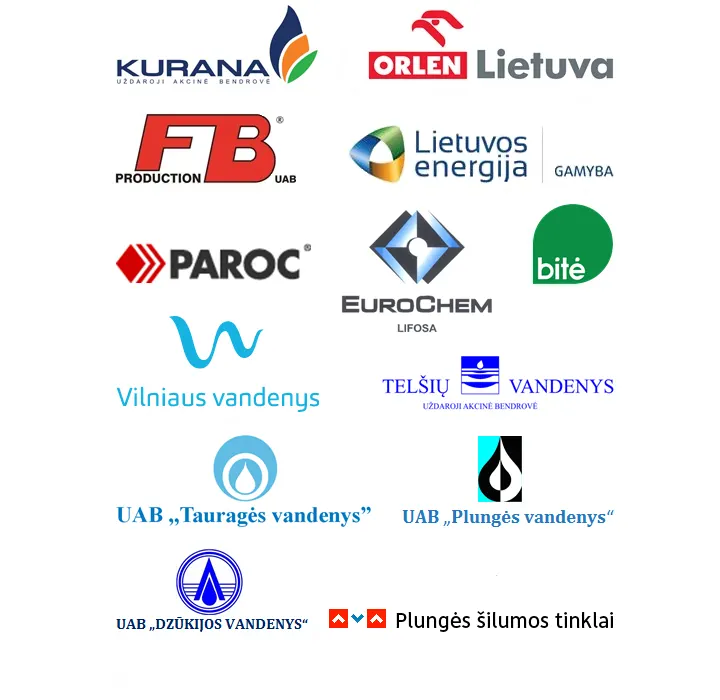 KURANA
UŽDAROJI AKCINĖ BENDROVĖ
ORLEN Lietuva
FB®
PRODUCTION UAB
Lietuvos
energija
GAMYBA
PAROC®
EUROCHEM
LIFOSA
bitė
Vilniaus vandenys
TELŠIŲ VANDENYS
UŽDAROJI AKCINĖ BENDROVĖ
UAB „Tauragės vandenys”
UAB „Plungės vandenys“
UAB „DZŪKIJOS VANDENYS“
Plungės šilumos tinklai